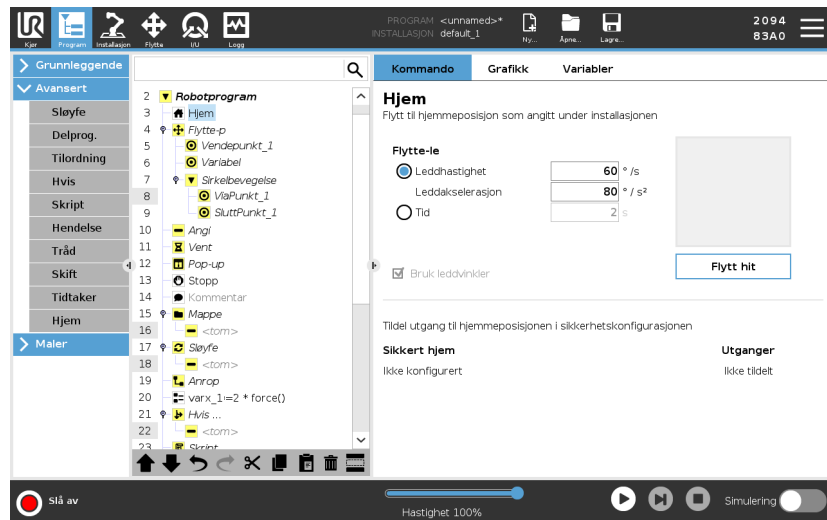 PROGRAM <unnamed>*
INSTALLASJON default_1
Ny...
Åpne...
Lagre...
2094
83A0
Kjør
Program
Installasjon
Flytte
I/U
Logg
Grunnleggende
Avansert
Sløyfe
Delprog.
Tilordning
Hvis
Skript
Hendelse
Tråd
Skift
Tidtaker
Hjem
Maler
2 Robotprogram
3 Hjem
4 Flytte-p
5 Vendepunkt_1
6 Variabel
7 Sirkelbevegelse
8 ViaPunkt_1
9 SluttPunkt_1
10 Angi
11 Vent
12 Pop-up
13 Stopp
14 Kommentar
15 Mappe
16 <tom>
17 Sløyfe
18 <tom>
19 Anrop
20 varx_1≔2 * force()
21 Hvis ...
22 <tom>
23 Skript
Kommando Grafikk Variabler
Hjem
Flytt til hjemmeposisjon som angitt under installasjonen
Flytte-le
Leddhastighet 60 °/s
Leddakselerasjon 80 °/s²
Tid 2 s
Bruk leddvinkler
Flytt hit
Tildel utgang til hjemmeposisjonen i sikkerhetskonfigurasjonen
Sikkert hjem Utganger
Ikke konfigurert Ikke tildelt
Slå av
Hastighet 100%
Simulering